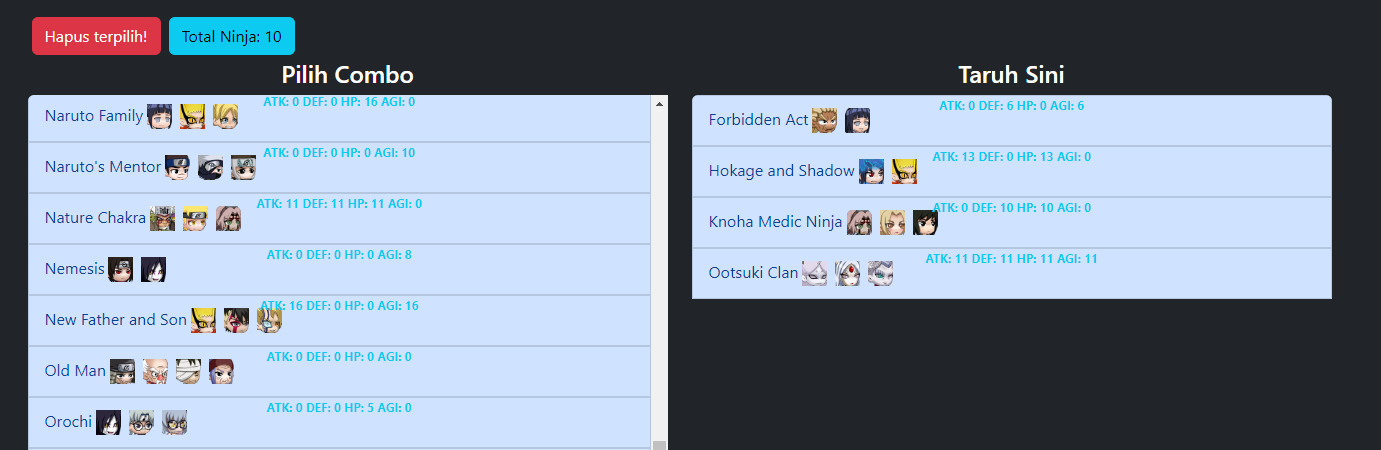 Hapus terpilih! Total Ninja: 10
Pilih Combo
Naruto Family ATK: 0 DEF: 0 HP: 16 AGI: 0
Naruto's Mentor ATK: 0 DEF: 0 HP: 0 AGI: 10
Nature Chakra ATK: 11 DEF: 11 HP: 11 AGI: 0
Nemesis ATK: 0 DEF: 0 HP: 0 AGI: 8
New Father and Son ATK: 16 DEF: 0 HP: 0 AGI: 16
Old Man ATK: 0 DEF: 0 HP: 0 AGI: 0
Orochi ATK: 0 DEF: 0 HP: 5 AGI: 0
Taruh Sini
Forbidden Act ATK: 0 DEF: 6 HP: 0 AGI: 6
Hokage and Shadow ATK: 13 DEF: 0 HP: 13 AGI: 0
Knoha Medic Ninja ATK: 0 DEF: 10 HP: 10 AGI: 0
Ootsuki Clan ATK: 11 DEF: 11 HP: 11 AGI: 11